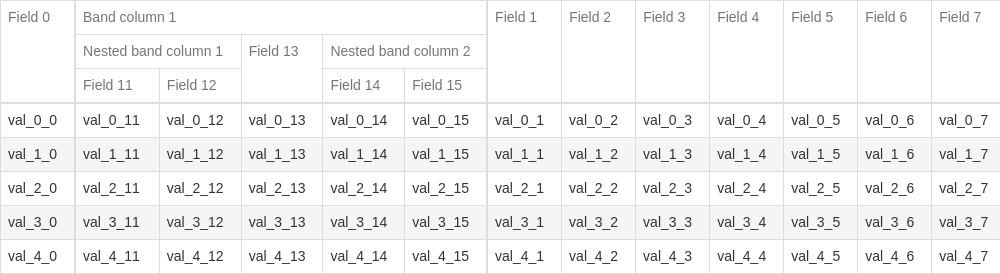 Field 0 Band column 1 Field 1 Field 2 Field 3 Field 4 Field 5 Field 6 Field 7
Nested band column 1 Field 13 Nested band column 2
Field 11 Field 12 Field 14 Field 15
val_0_0 val_0_11 val_0_12 val_0_13 val_0_14 val_0_15 val_0_1 val_0_2 val_0_3 val_0_4 val_0_5 val_0_6 val_0_7
val_1_0 val_1_11 val_1_12 val_1_13 val_1_14 val_1_15 val_1_1 val_1_2 val_1_3 val_1_4 val_1_5 val_1_6 val_1_7
val_2_0 val_2_11 val_2_12 val_2_13 val_2_14 val_2_15 val_2_1 val_2_2 val_2_3 val_2_4 val_2_5 val_2_6 val_2_7
val_3_0 val_3_11 val_3_12 val_3_13 val_3_14 val_3_15 val_3_1 val_3_2 val_3_3 val_3_4 val_3_5 val_3_6 val_3_7
val_4_0 val_4_11 val_4_12 val_4_13 val_4_14 val_4_15 val_4_1 val_4_2 val_4_3 val_4_4 val_4_5 val_4_6 val_4_7